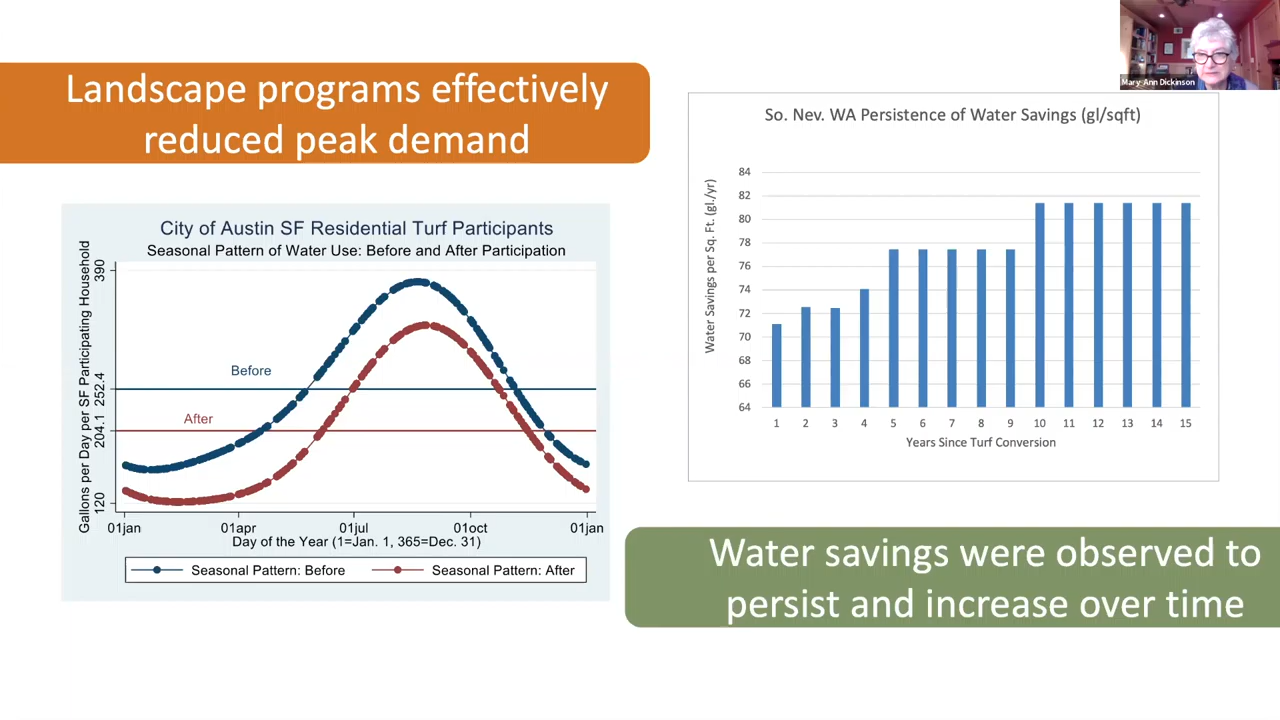 Landscape programs effectively
reduced peak demand
Mary-Ann Dickinson
City of Austin SF Residential Turf Participants
Seasonal Pattern of Water Use: Before and After Participation
Gallons per Day per SF Participating Household
390
252.4
204.1
120
Before
After
01jan
01apr
01jul
01oct
01jan
Day of the Year (1=Jan. 1, 365=Dec. 31)
Seasonal Pattern: Before
Seasonal Pattern: After
So. Nev. WA Persistence of Water Savings (gl/sqft)
Water Savings per Sq. Ft. (gl./yr)
84
82
80
78
76
74
72
70
68
66
64
1 2 3 4 5 6 7 8 9 10 11 12 13 14 15
Years Since Turf Conversion
Water savings were observed to
persist and increase over time